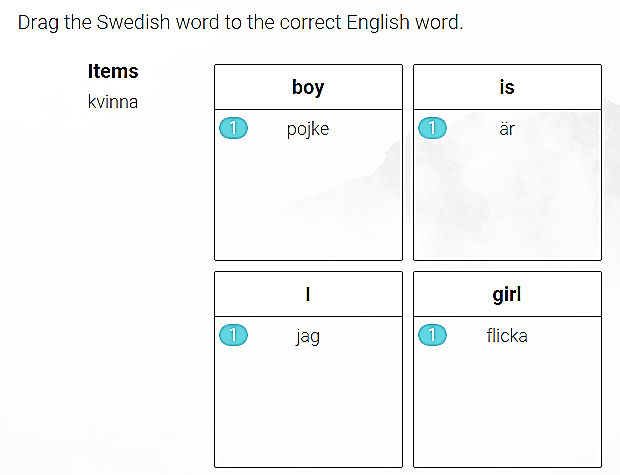 Drag the Swedish word to the correct English word.
Items
kvinna
boy
1 pojke
is
1 är
I
1 jag
girl
1 flicka